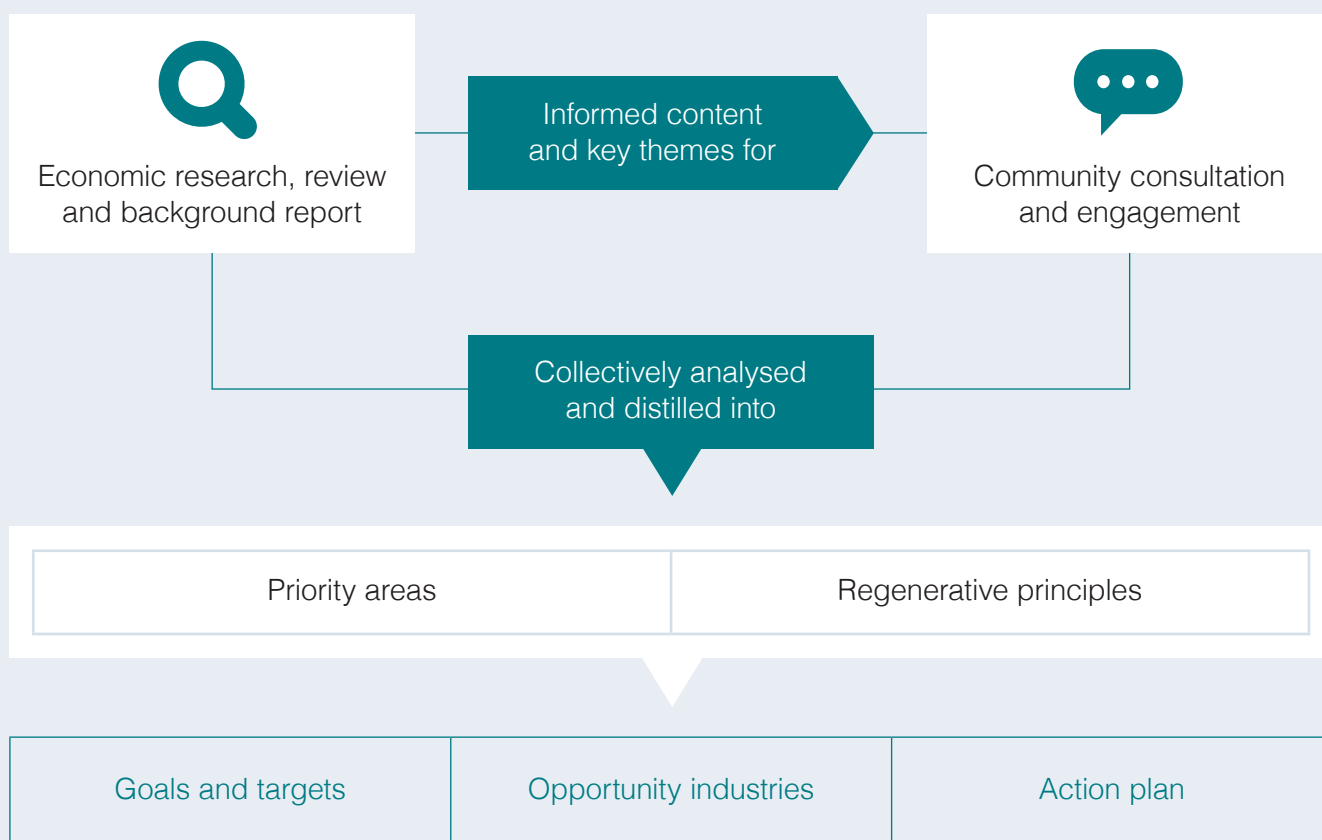 Economic research, review
and background report
Informed content
and key themes for
Community consultation
and engagement
Collectively analysed
and distilled into
Priority areas
Regenerative principles
Goals and targets
Opportunity industries
Action plan